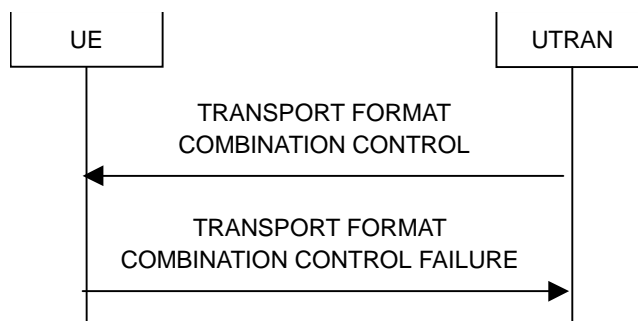 UE
UTRAN
TRANSPORT FORMAT
COMBINATION CONTROL
TRANSPORT FORMAT
COMBINATION CONTROL FAILURE